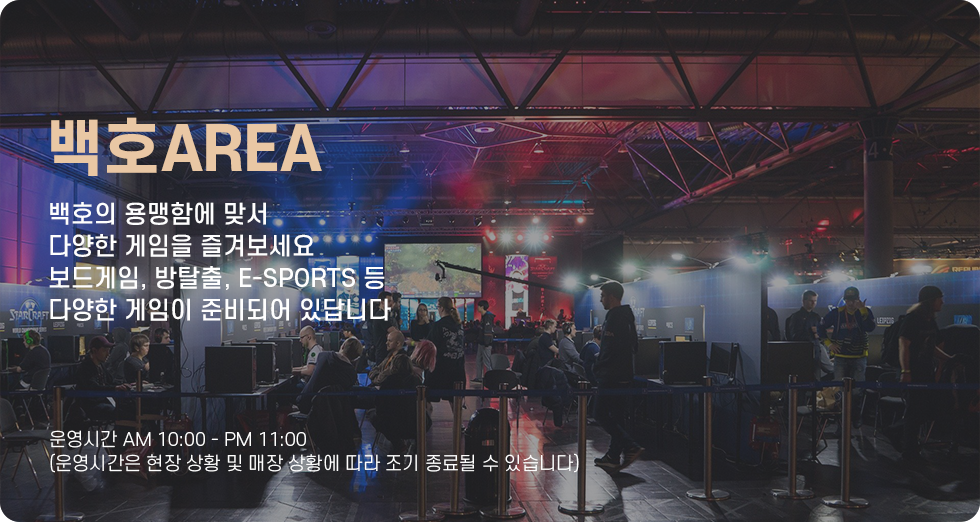 백호AREA
백호의 용맹함에 맞서
다양한 게임을 즐겨보세요
보드게임, 방탈출, E-SPORTS 등
다양한 게임이 준비되어 있답니다
STARCRAFT
LEIPZIG
운영시간 AM 10:00 - PM 11:00
(운영시간은 현장 상황 및 매장 상황에 따라 조기 종료될 수 있습니다)